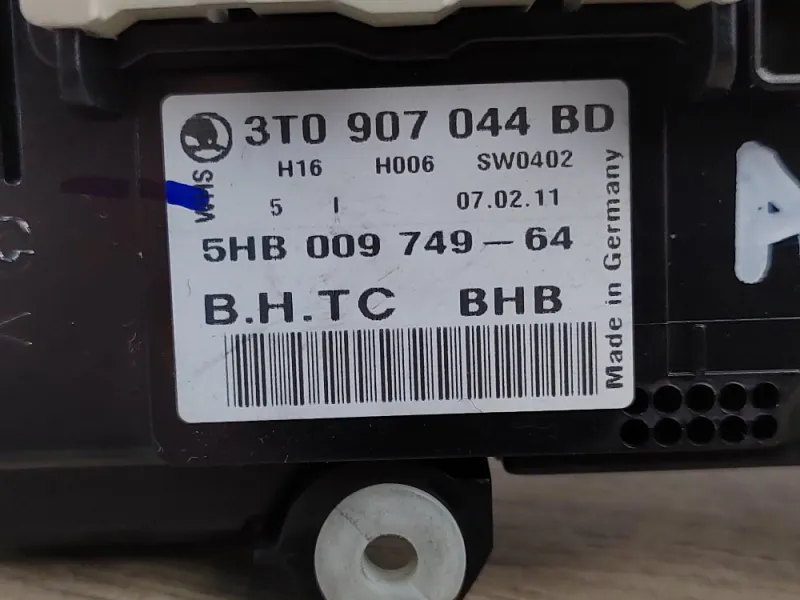 3T0 907 044 BD
H16 H006 SW0402
5 I 07.02.11
5HB 009 749-64
B.H.TC BHB
WHS
Made in Germany
A